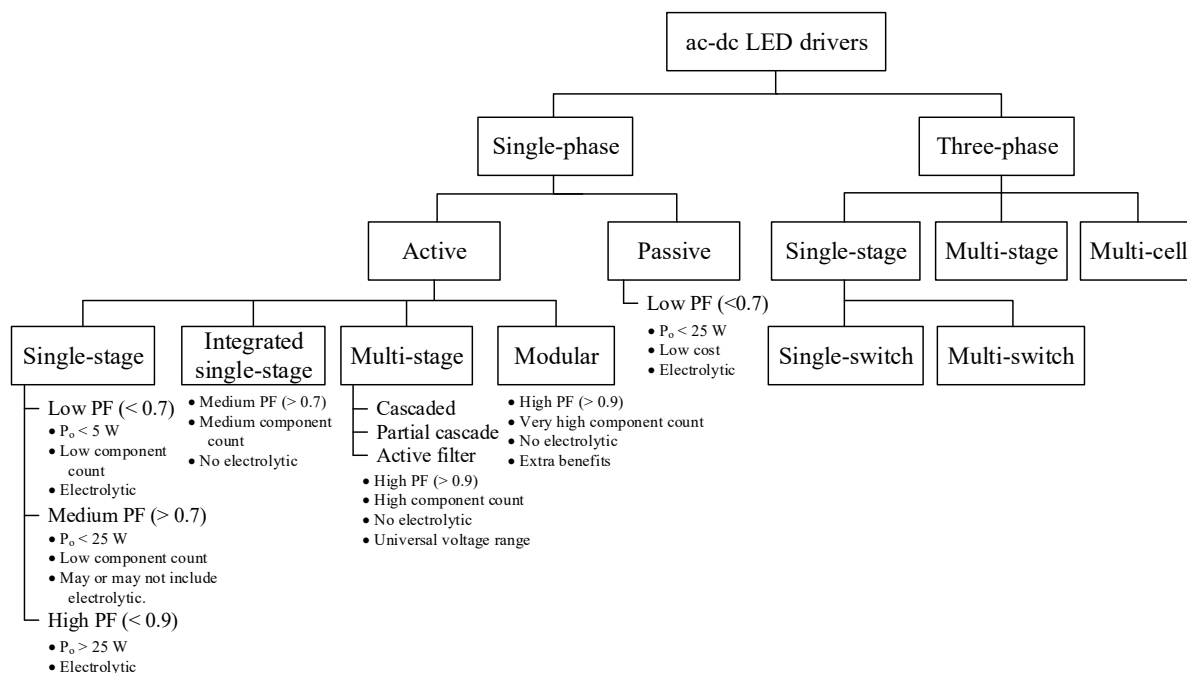 ac-dc LED drivers
Single-phase
Three-phase
Active
Passive
Single-stage
Multi-stage
Multi-cell
Low PF (<0.7)
• Pₒ < 25 W
• Low cost
• Electrolytic
Single-switch
Multi-switch
Single-stage
Integrated
single-stage
Multi-stage
Modular
Low PF (< 0.7)
• Pₒ < 5 W
• Low component
count
• Electrolytic
Medium PF (> 0.7)
• Pₒ < 25 W
• Low component count
• May or may not include
electrolytic.
High PF (< 0.9)
• Pₒ > 25 W
• Electrolytic
• Medium PF (> 0.7)
• Medium component
count
• No electrolytic
Cascaded
Partial cascade
Active filter
• High PF (> 0.9)
• High component count
• No electrolytic
• Universal voltage range
• High PF (> 0.9)
• Very high component count
• No electrolytic
• Extra benefits